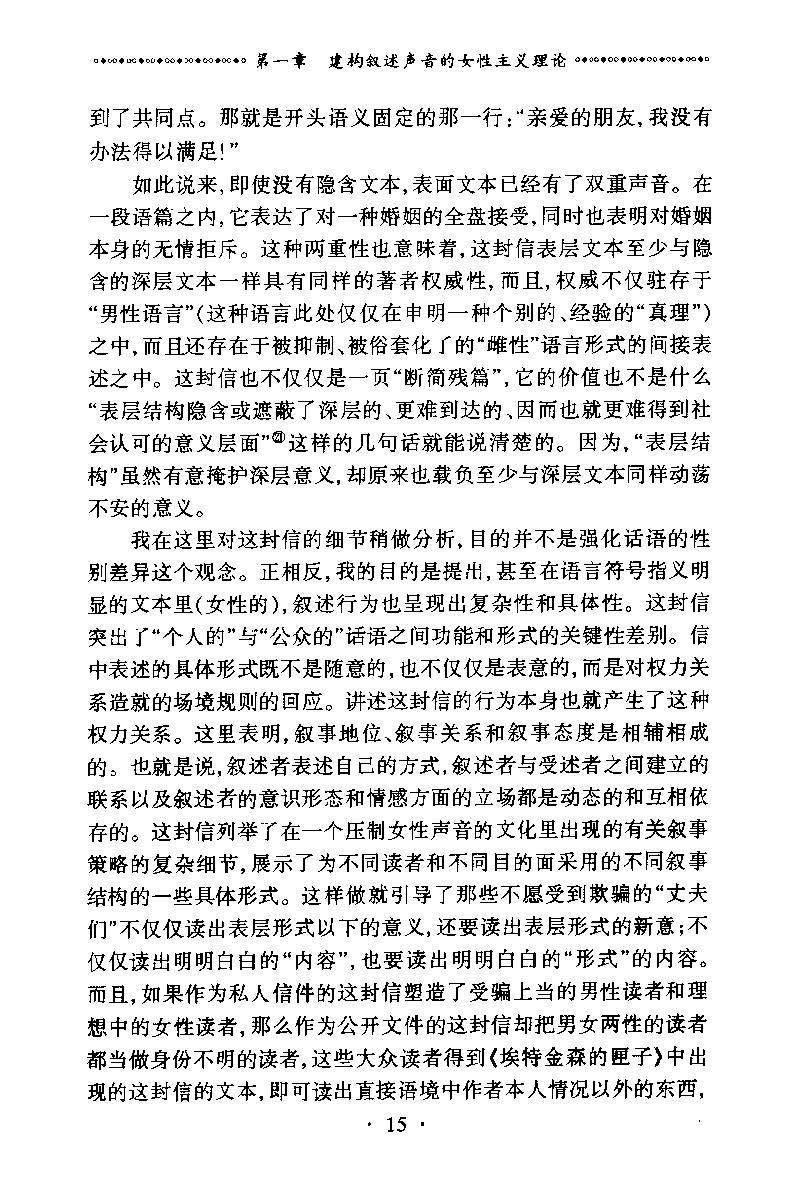 第一章 建构叙述声音的女性主义理论
到了共同点。那就是开头语义固定的那一行:“亲爱的朋友,我没有
办法得以满足!”
如此说来,即使没有隐含文本,表面文本已经有了双重声音。在
一段语篇之内,它表达了对一种婚姻的全盘接受,同时也表明对婚姻
本身的无情拒斥。这种两重性也意味着,这封信表层文本至少与隐
含的深层文本一样具有同样的著者权威性,而且,权威不仅驻存于
“男性语言”(这种语言此处仅仅在申明一种个别的、经验的“真理”)
之中,而且还存在于被抑制、被俗套化了的“雌性”语言形式的间接表
述之中。这封信也不仅仅是一页“断简残篇”,它的价值也不是什么
“表层结构隐含或遮蔽了深层的、更难到达的、因而也就更难得到社
会认可的意义层面”㉑这样的几句话就能说清楚的。因为,“表层结
构”虽然有意掩护深层意义,却原来也载负至少与深层文本同样动荡
不安的意义。
我在这里对这封信的细节稍做分析,目的并不是强化话语的性
别差异这个观念。正相反,我的目的是提出,甚至在语言符号指义明
显的文本里(女性的),叙述行为也呈现出复杂性和具体性。这封信
突出了“个人的”与“公众的”话语之间功能和形式的关键性差别。信
中表述的具体形式既不是随意的,也不仅仅是表意的,而是对权力关
系造就的场境规则的回应。讲述这封信的行为本身也就产生了这种
权力关系。这里表明,叙事地位、叙事关系和叙事态度是相辅相成
的。也就是说,叙述者表述自己的方式,叙述者与受述者之间建立的
联系以及叙述者的意识形态和情感方面的立场都是动态的和互相依
存的。这封信列举了在一个压制女性声音的文化里出现的有关叙事
策略的复杂细节,展示了为不同读者和不同目的面采用的不同叙事
结构的一些具体形式。这样做就引导了那些不愿受到欺骗的“丈夫
们”不仅仅读出表层形式以下的意义,还要读出表层形式的新意;不
仅仅读出明明白白的“内容”,也要读出明明白白的“形式”的内容。
而且,如果作为私人信件的这封信塑造了受骗上当的男性读者和理
想中的女性读者,那么作为公开文件的这封信却把男女两性的读者
都当做身份不明的读者,这些大众读者得到《埃特金森的匣子》中出
现的这封信的文本,即可读出直接语境中作者本人情况以外的东西,
· 15 ·